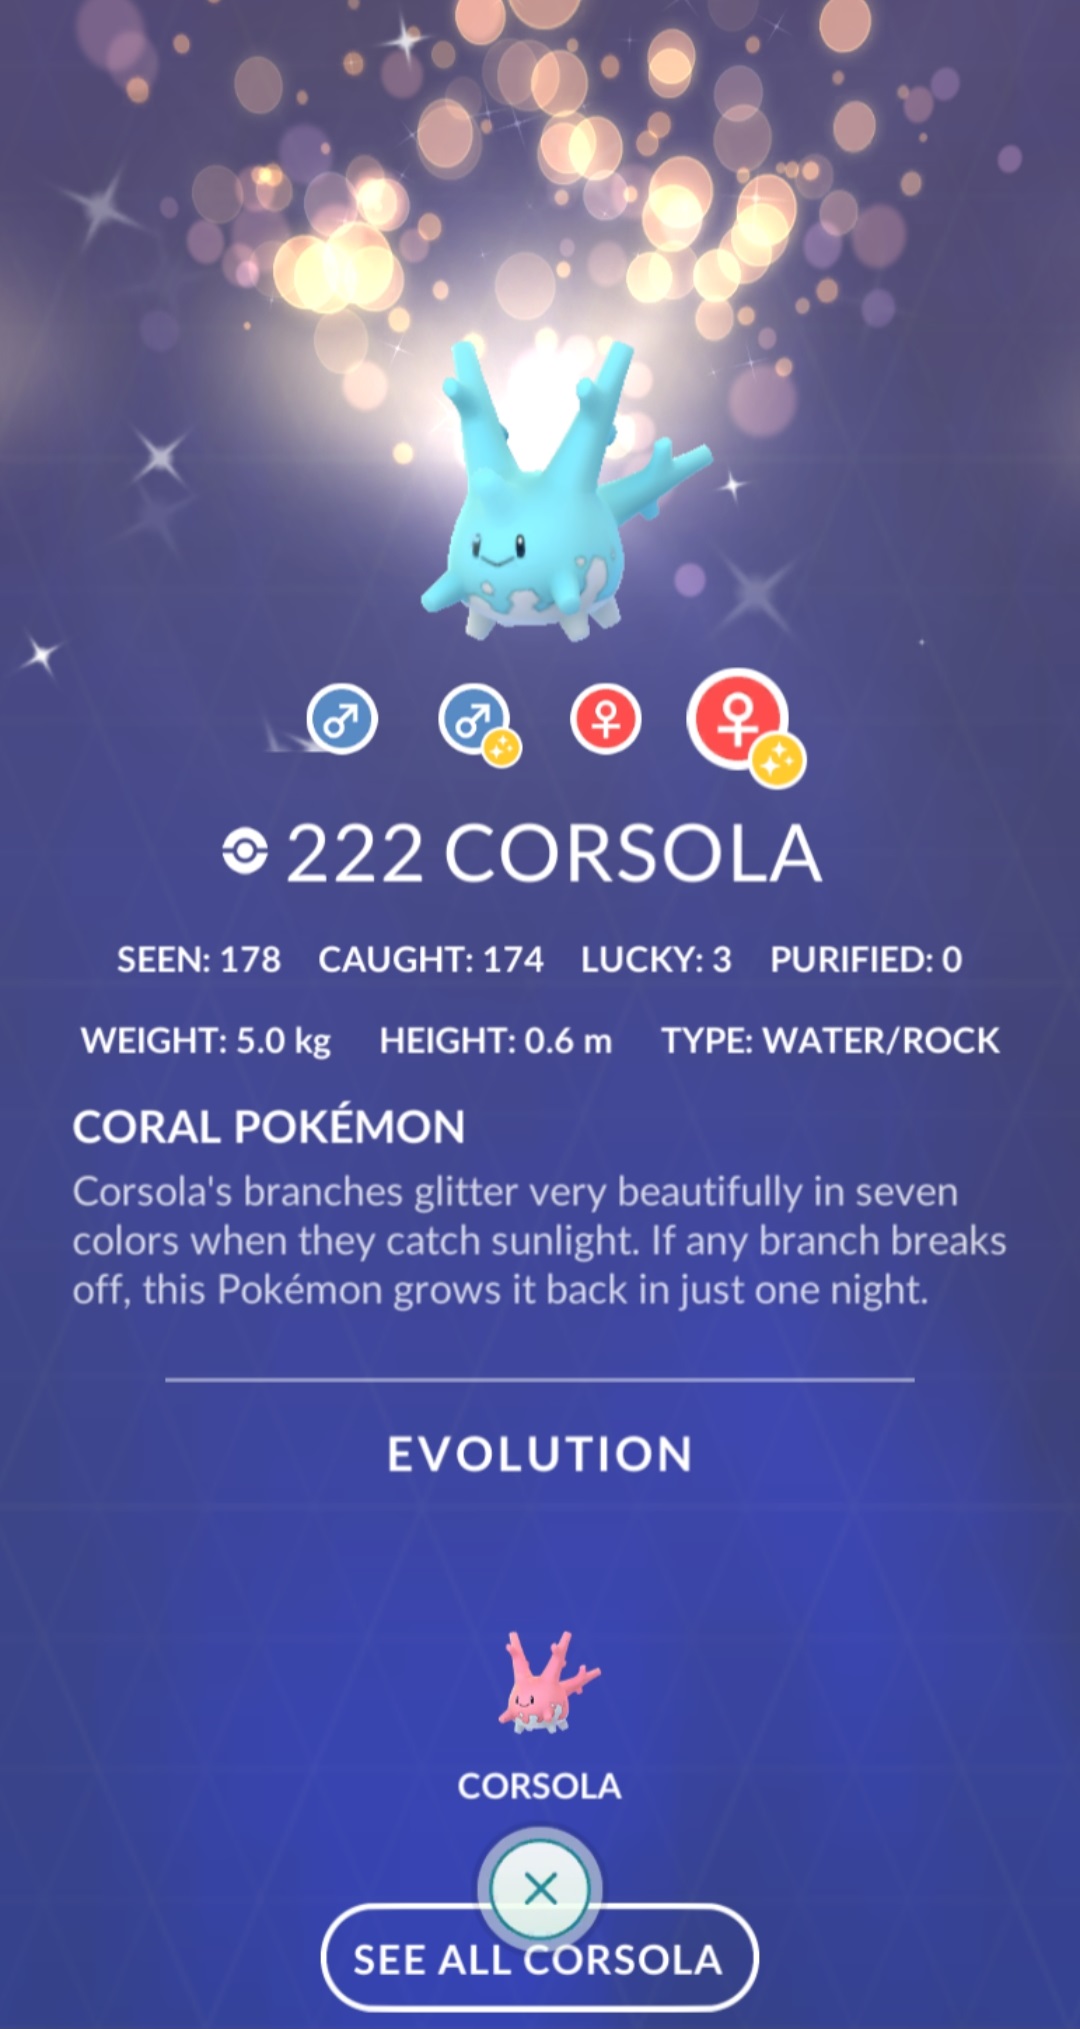 222 CORSOLA
SEEN: 178 CAUGHT: 174 LUCKY: 3 PURIFIED: 0
WEIGHT: 5.0 kg HEIGHT: 0.6 m TYPE: WATER/ROCK
CORAL POKÉMON
Corsola's branches glitter very beautifully in seven
colors when they catch sunlight. If any branch breaks
off, this Pokémon grows it back in just one night.
EVOLUTION
CORSOLA
SEE ALL CORSOLA